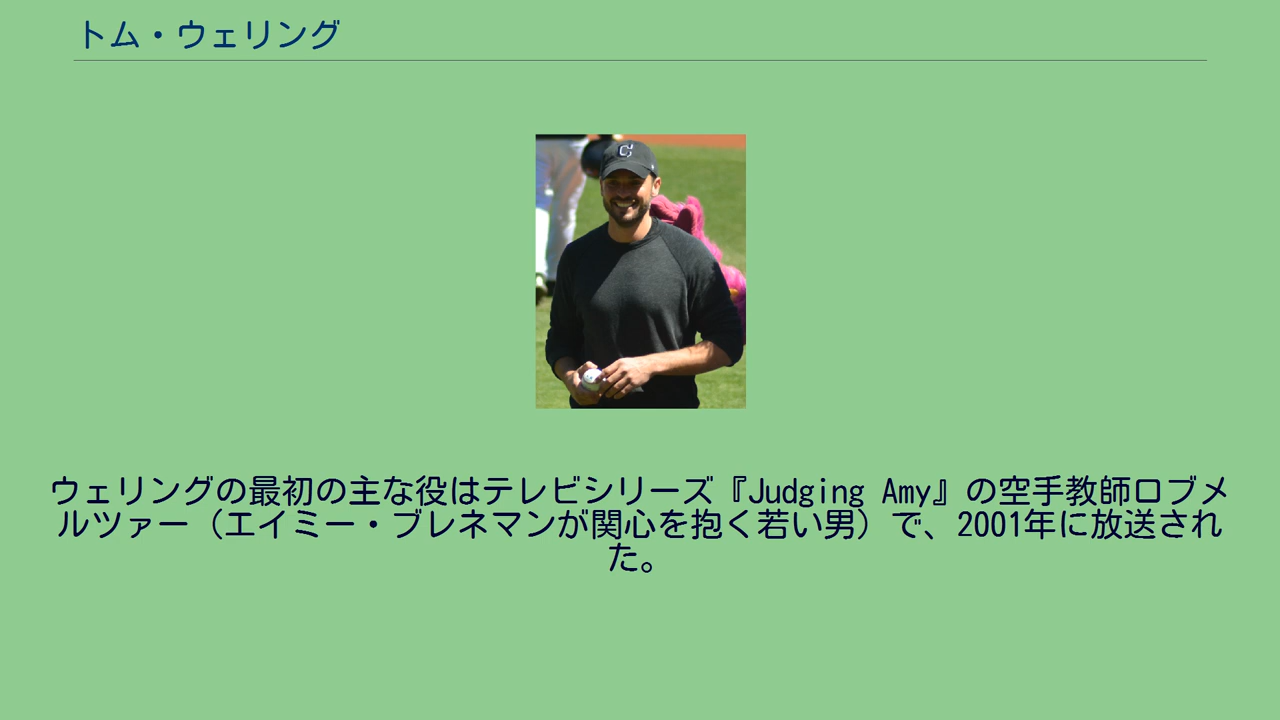 トム・ウェリング
C
ウェリングの最初の主な役はテレビシリーズ『Judging Amy』の空手教師ロブメ
ルツァー（エイミー・ブレネマンが関心を抱く若い男）で、2001年に放送され
た。